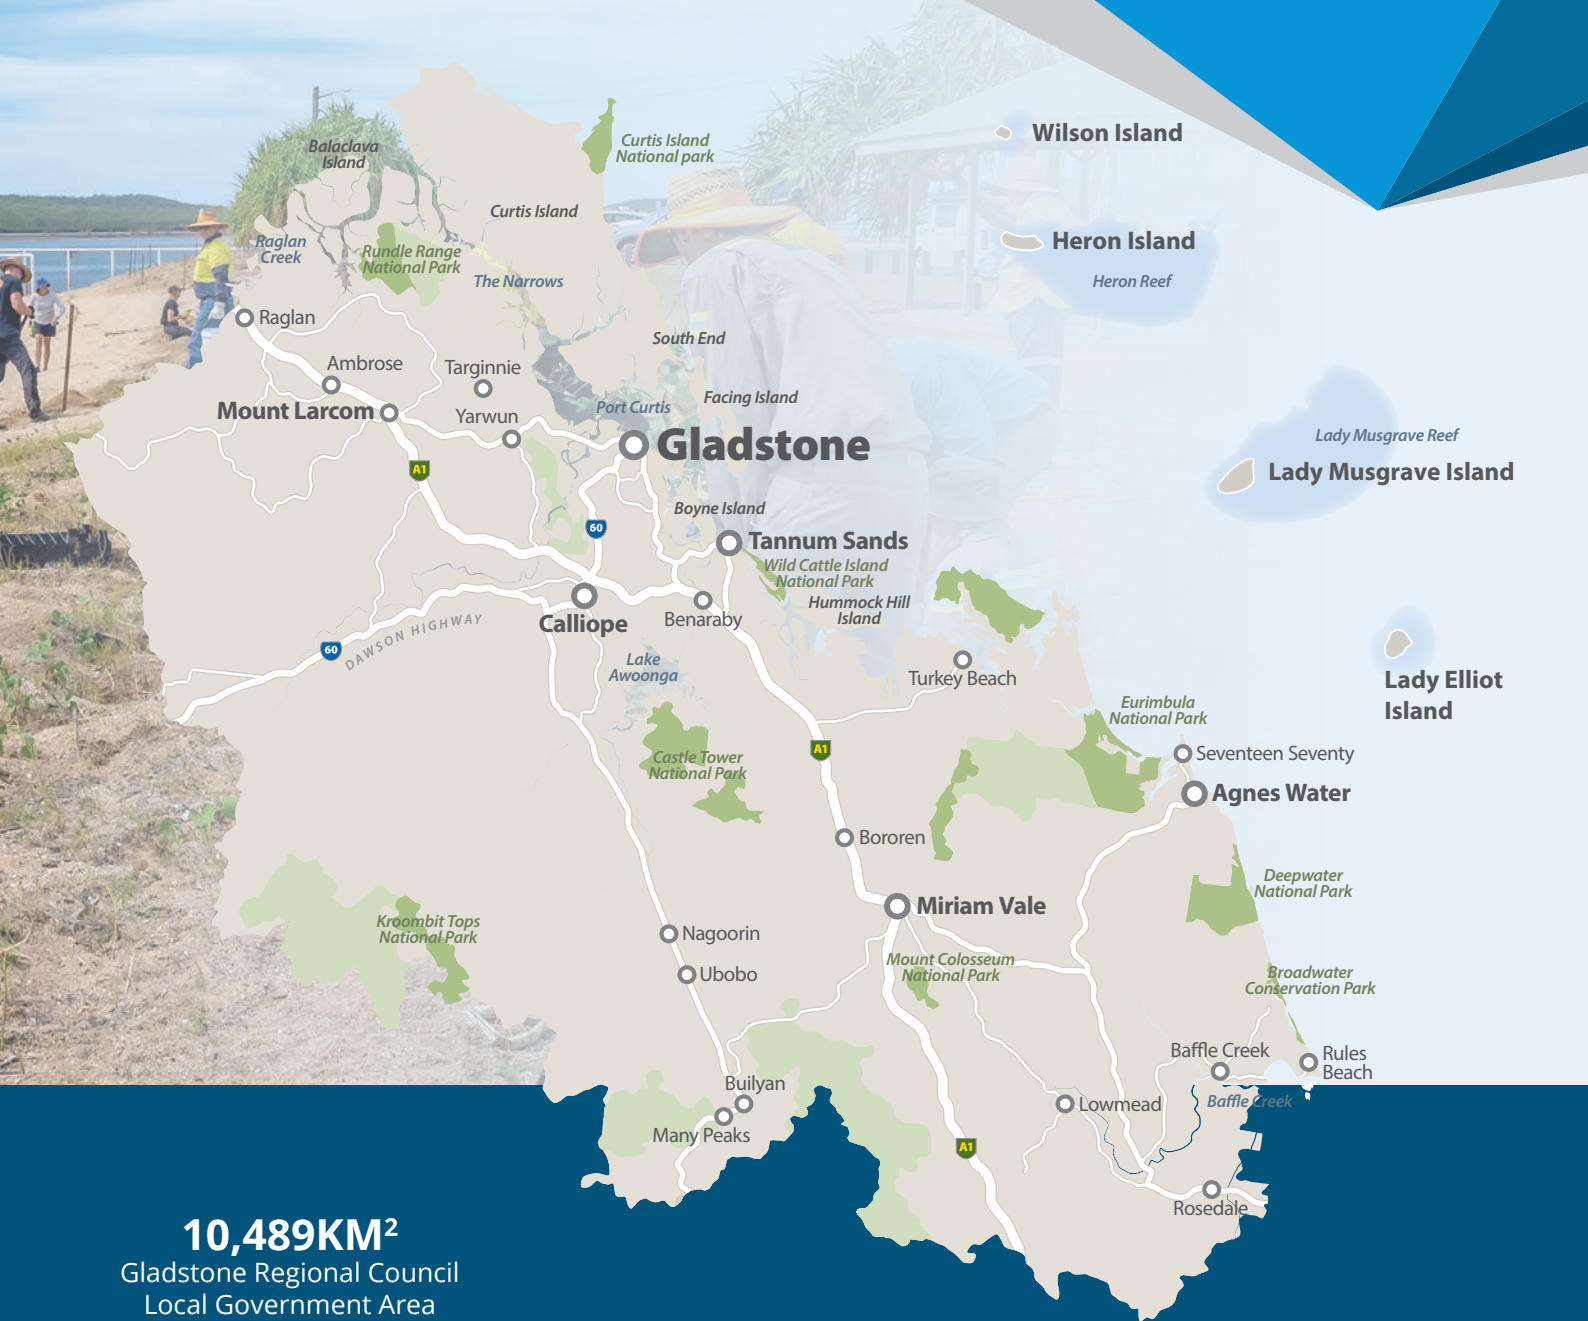 Wilson Island
Balaclava
Island
Curtis Island
National park
Curtis Island
Heron Island
Raglan
Creek
Rundle Range
National Park
The Narrows
Heron Reef
Raglan
South End
Ambrose
Targinnie
Facing Island
Mount Larcom
Yarwun
Port Curtis
Gladstone
Lady Musgrave Reef
Lady Musgrave Island
A1
Boyne Island
60
Tannum Sands
Wild Cattle Island
National Park
Hummock Hill
Island
Calliope
Benaraby
DAWSON HIGHWAY
60
Lake
Awoonga
Turkey Beach
Lady Elliot
Island
Eurimbula
National Park
A1
Seventeen Seventy
Castle Tower
National Park
Agnes Water
Bororen
Deepwater
National Park
Miriam Vale
Kroombit Tops
National Park
Nagoorin
Mount Colosseum
National Park
Ubobo
Broadwater
Conservation Park
Baffle Creek
Rules
Beach
Builyan
Baffle Creek
Lowmead
Many Peaks
A1
Rosedale
10,489KM²
Gladstone Regional Council
Local Government Area